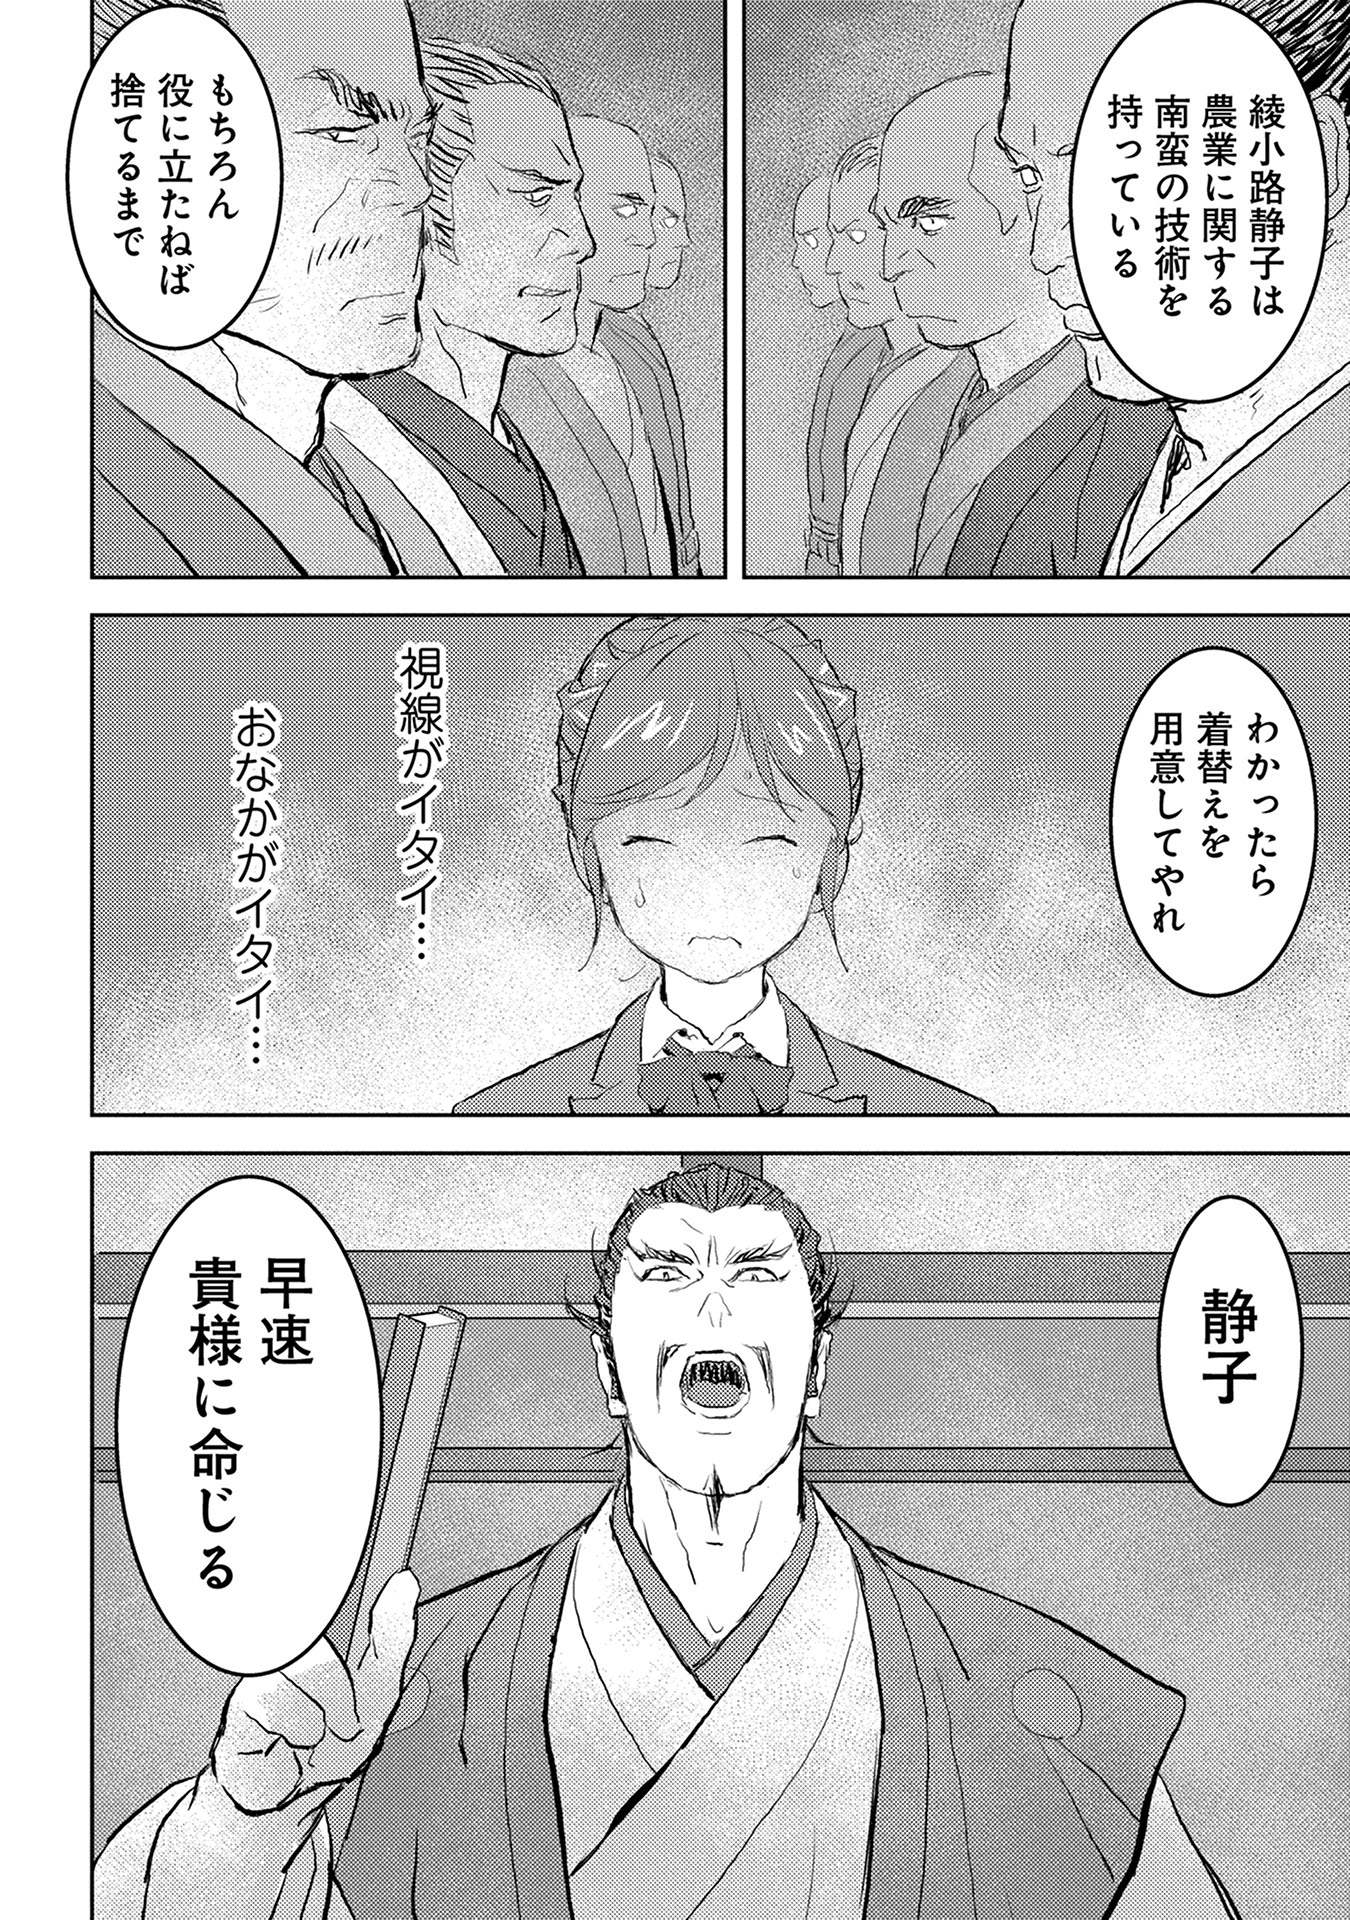 綾小路静子は
農業に関する
南蛮の技術を
持っている
もちろん
役に立たねば
捨てるまで
わかったら
着替えを
用意してやれ
視線がイタイ…
おなかがイタイ…
静子
早速
貴様に命じる